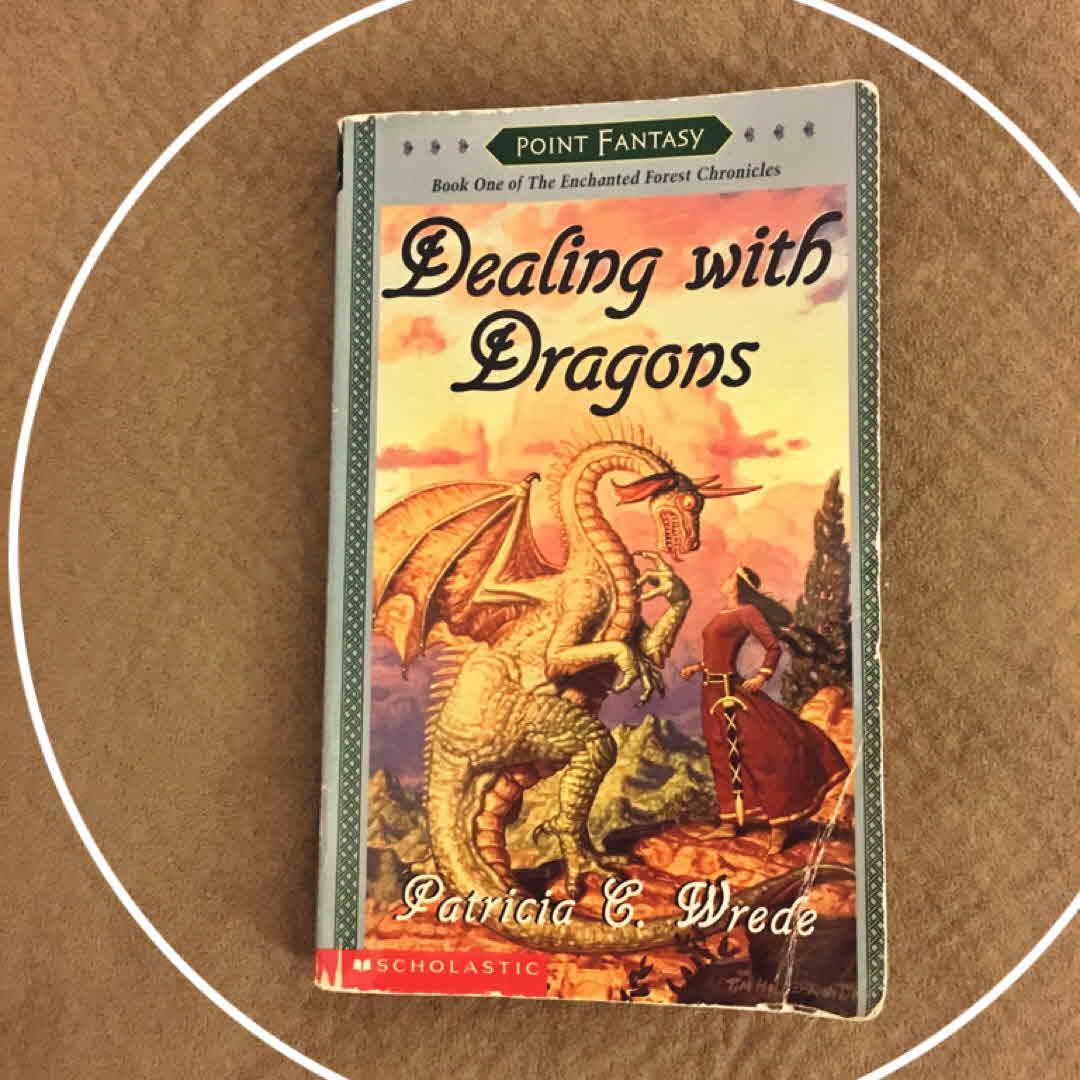 POINT FANTASY
Book One of The Enchanted Forest Chronicles
Dealing with
Dragons
Patricia C. Wrede
SCHOLASTIC